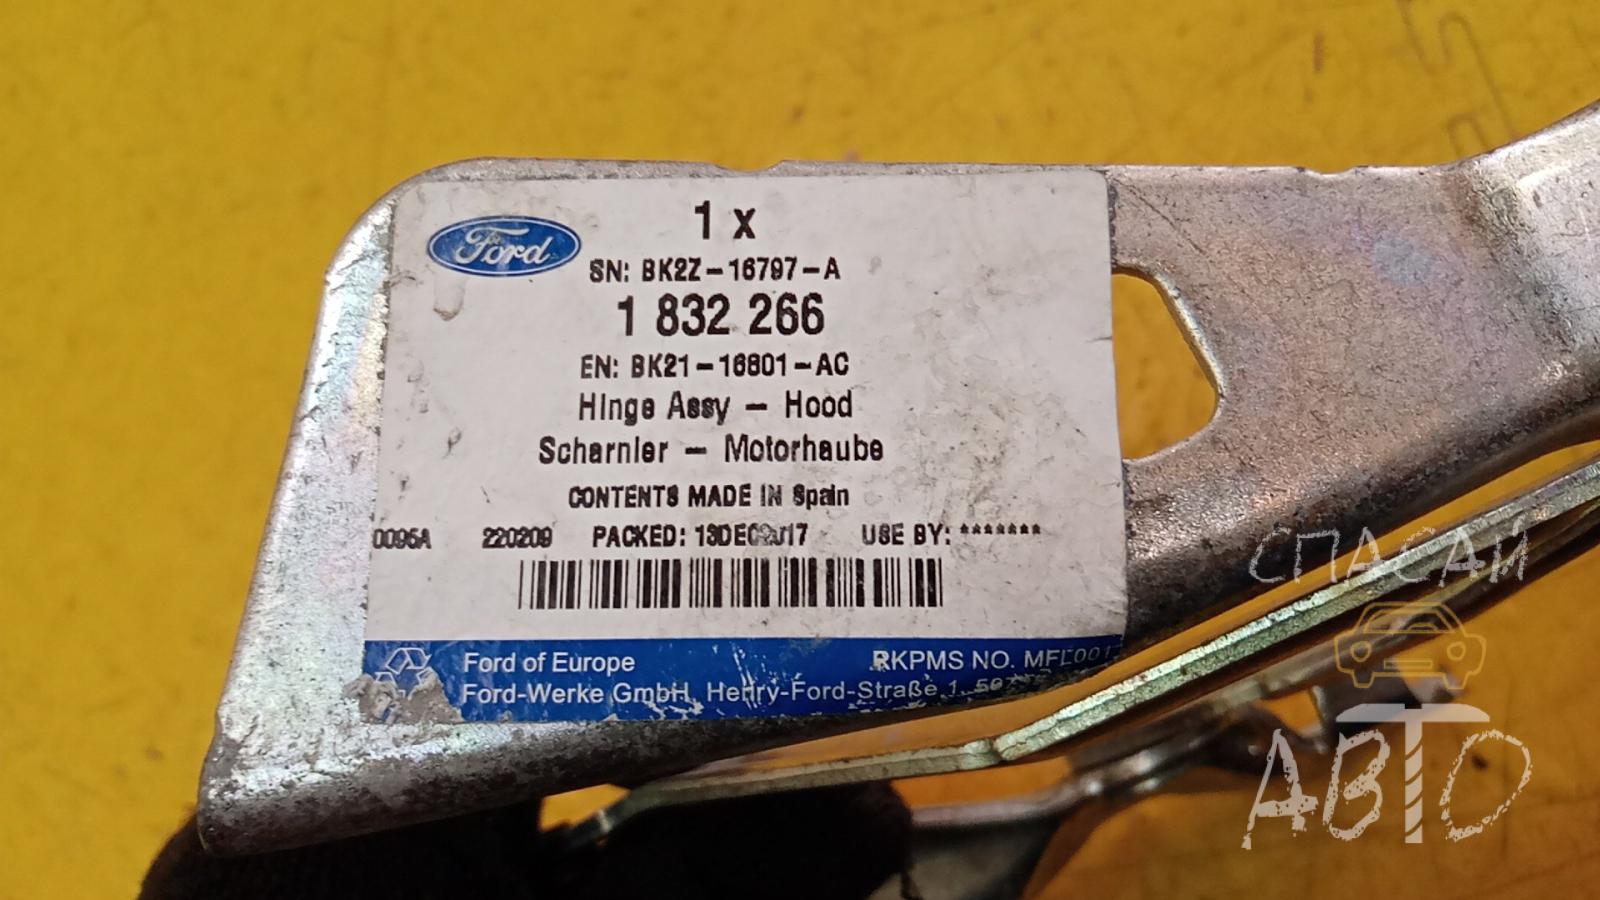 1 x
Ford
SN: BK2Z-16797-A
1 832 266
EN: BK21-16801-AC
Hinge Assy - Hood
Scharnier - Motorhaube
CONTENTS MADE IN Spain
0095A 220209 PACKED: 13DEC2017 USE BY: *******
Ford of Europe RKPMS NO. MFL001
Ford-Werke GmbH, Henry-Ford-Straße 1,
СПАСАЙ
АВТО